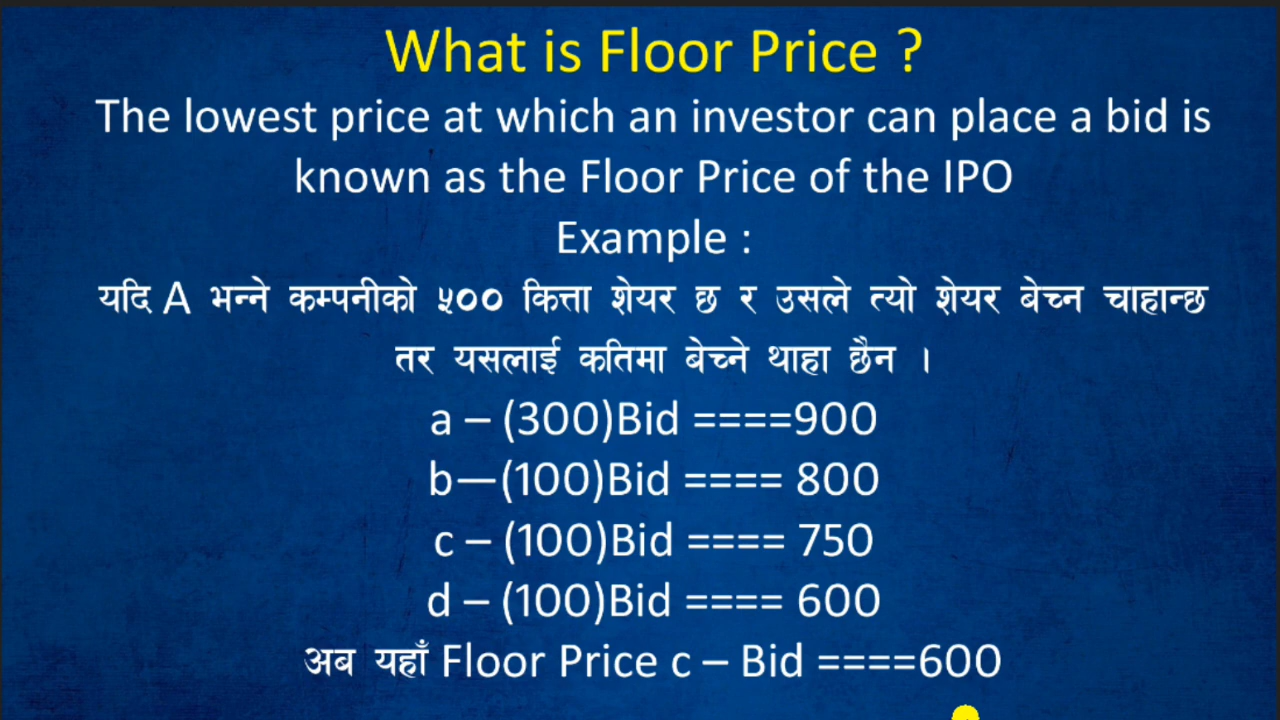 What is Floor Price ?
The lowest price at which an investor can place a bid is
known as the Floor Price of the IPO
Example :
यदि A भन्ने कम्पनीको ५०० कित्ता शेयर छ र उसले त्यो शेयर बेच्न चाहान्छ
तर यसलाई कतिमा बेच्ने थाहा छैन ।
a – (300)Bid ====900
b—(100)Bid ==== 800
c – (100)Bid ==== 750
d – (100)Bid ==== 600
अब यहाँ Floor Price c – Bid ====600